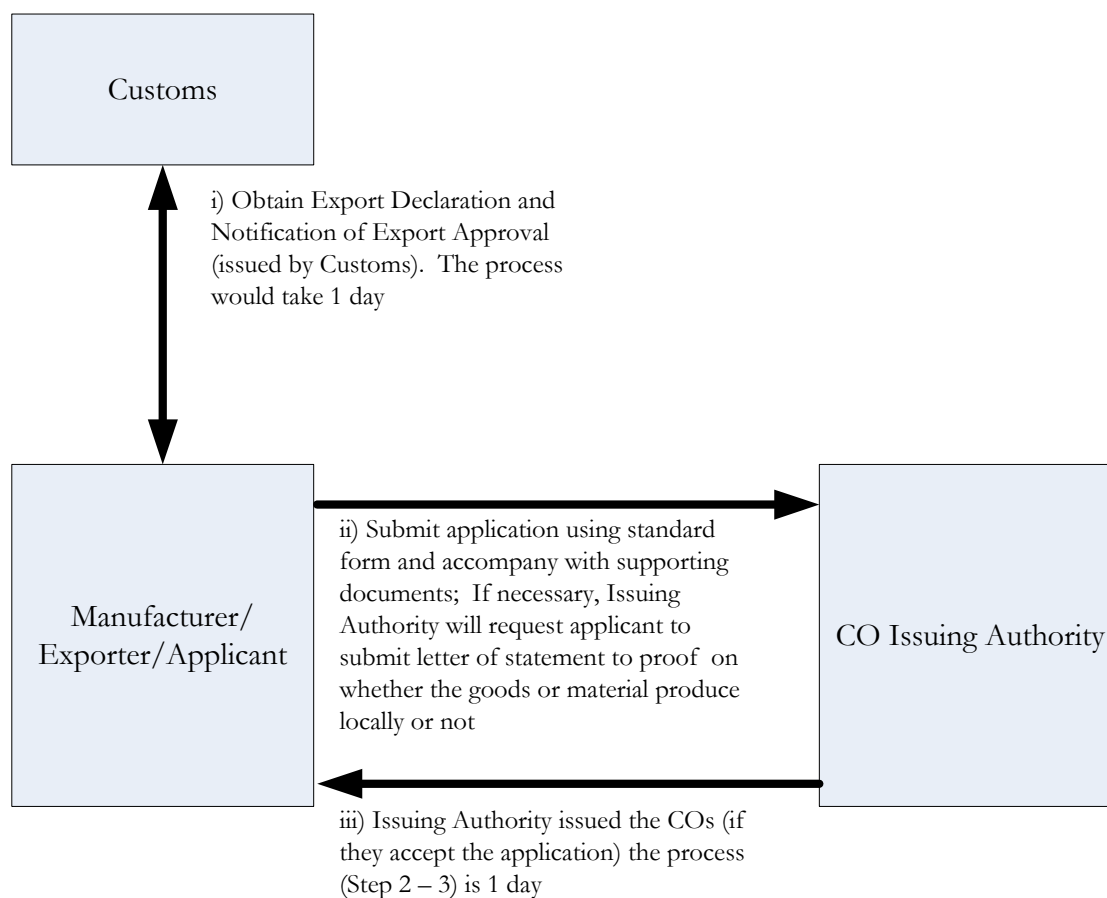 Customs
i) Obtain Export Declaration and
Notification of Export Approval
(issued by Customs).  The process
would take 1 day
Manufacturer/
Exporter/Applicant
ii) Submit application using standard
form and accompany with supporting
documents;  If necessary, Issuing
Authority will request applicant to
submit letter of statement to proof  on
whether the goods or material produce
locally or not
CO Issuing Authority
iii) Issuing Authority issued the COs (if
they accept the application) the process
(Step 2 – 3) is 1 day